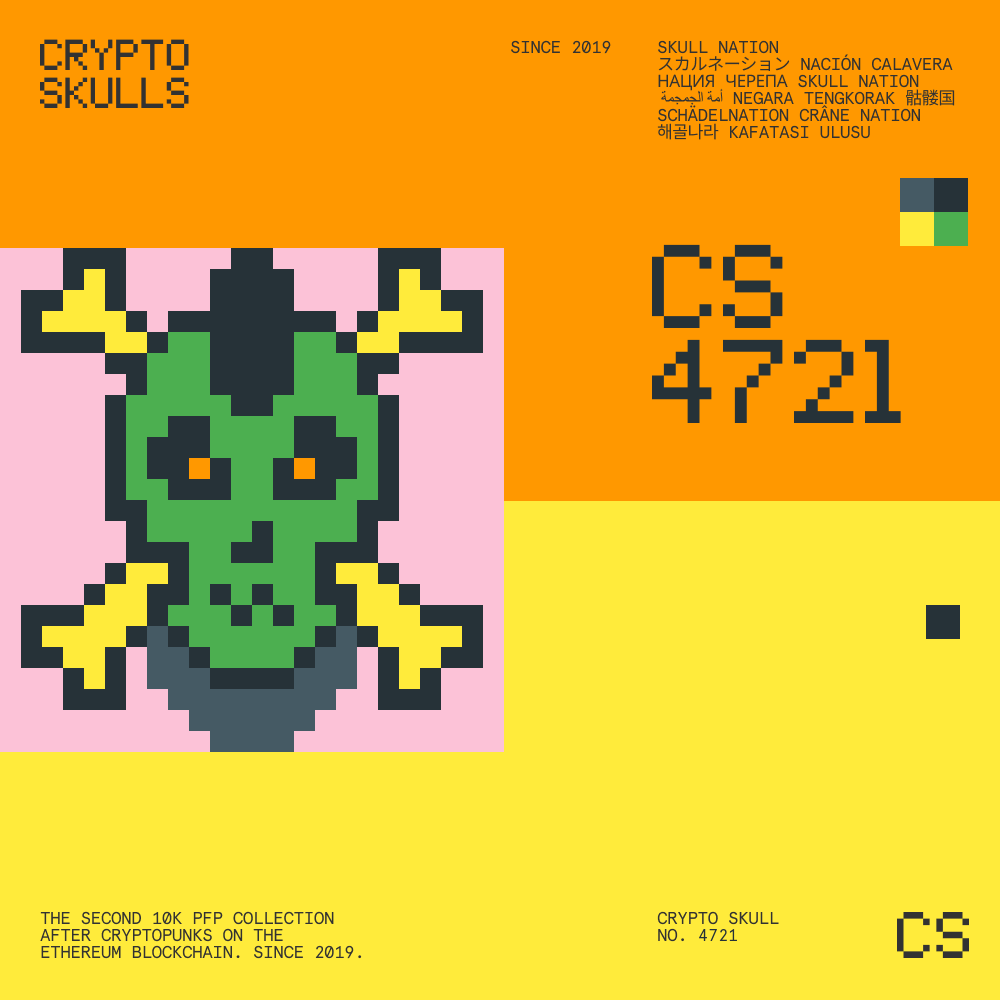 CRYPTO
SKULLS
SINCE 2019
SKULL NATION
スカルネーション NACIÓN CALAVERA
НАЦИЯ ЧЕРЕПА SKULL NATION
أمة الجمجمة NEGARA TENGKORAK 骷髅国
SCHÄDELNATION CRÂNE NATION
해골나라 KAFATASI ULUSU
CS
4721
THE SECOND 10K PFP COLLECTION
AFTER CRYPTOPUNKS ON THE
ETHEREUM BLOCKCHAIN. SINCE 2019.
CRYPTO SKULL
NO. 4721
CS